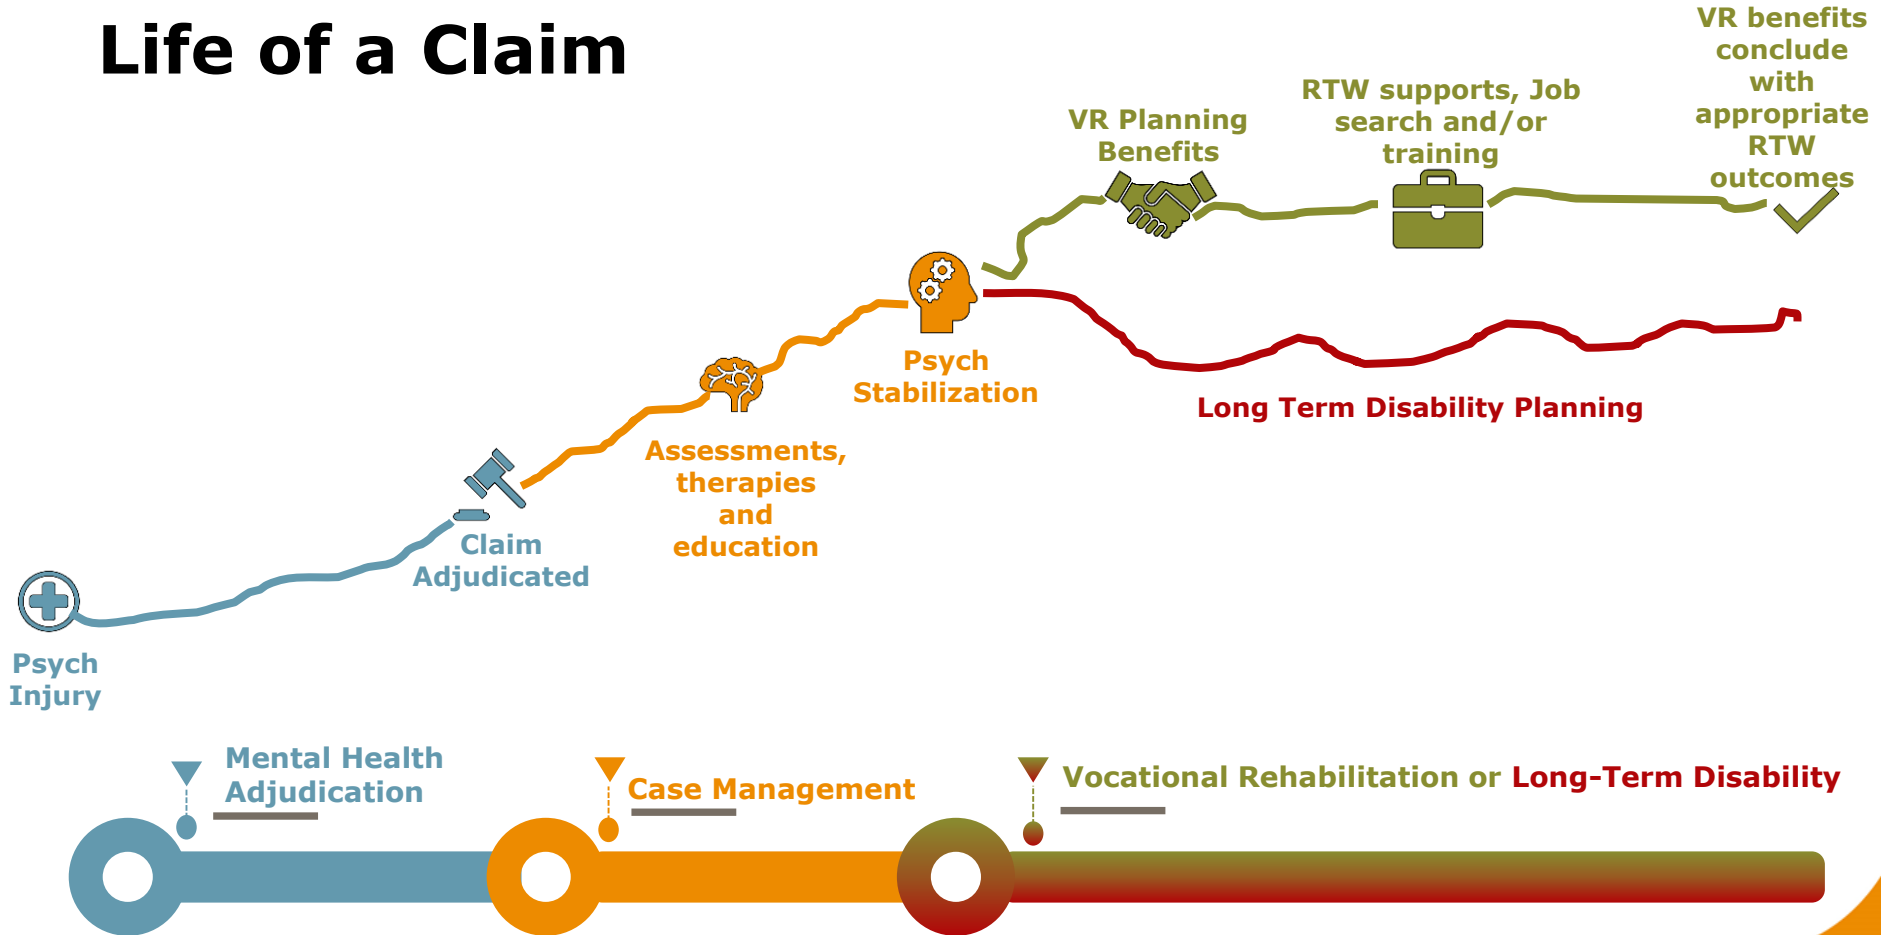 Life of a Claim
VR benefits
conclude
with
appropriate
RTW
outcomes
RTW supports, Job
search and/or
training
VR Planning
Benefits
Psych
Stabilization
Long Term Disability Planning
Assessments,
therapies
and
education
Claim
Adjudicated
Psych
Injury
Mental Health
Adjudication
Case Management
Vocational Rehabilitation or Long-Term Disability